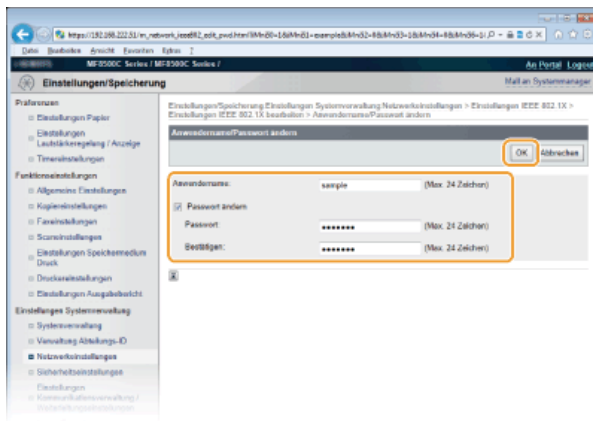 Datei Bearbeiten Ansicht Favoriten Extras ?
MF8500C Series / MF8500C Series /
An Portal Logout
Einstellungen/Speicherung
Mail an Systemmanager
Präferenzen
Einstellungen Papier
Einstellungen
Lautstärkeregelung / Anzeige
Timereinstellungen
Funktionseinstellungen
Allgemeine Einstellungen
Kopiereinstellungen
Faxeinstellungen
Scaneinstellungen
Einstellungen Speichermedium
Druck
Druckereinstellungen
Einstellungen Ausgabebericht
Einstellungen Systemverwaltung
Systemverwaltung
Verwaltung Abteilungs-ID
Netzwerkeinstellungen
Sicherheitseinstellungen
Einstellungen
Kommunikationsverwaltung /
Weiterleitungseinstellungen
Einstellungen/Speicherung Einstellungen Systemverwaltung Netzwerkeinstellungen > Einstellungen IEEE 802.1X >
Einstellungen IEEE 802.1X bearbeiten > Anwendername/Passwort ändern
Anwendername/Passwort ändern
OK Abbrechen
Anwendername: sample (Max. 24 Zeichen)
Passwort ändern
Passwort: ●●●●●●● (Max. 24 Zeichen)
Bestätigen: ●●●●●●● (Max. 24 Zeichen)